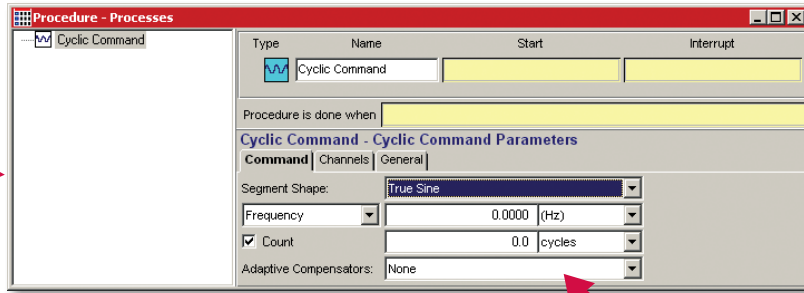 Procedure - Processes
Cyclic Command
Type Name Start Interrupt
Cyclic Command
Procedure is done when
Cyclic Command - Cyclic Command Parameters
Command Channels General
Segment Shape: True Sine
Frequency 0.0000 (Hz)
Count 0.0 cycles
Adaptive Compensators: None